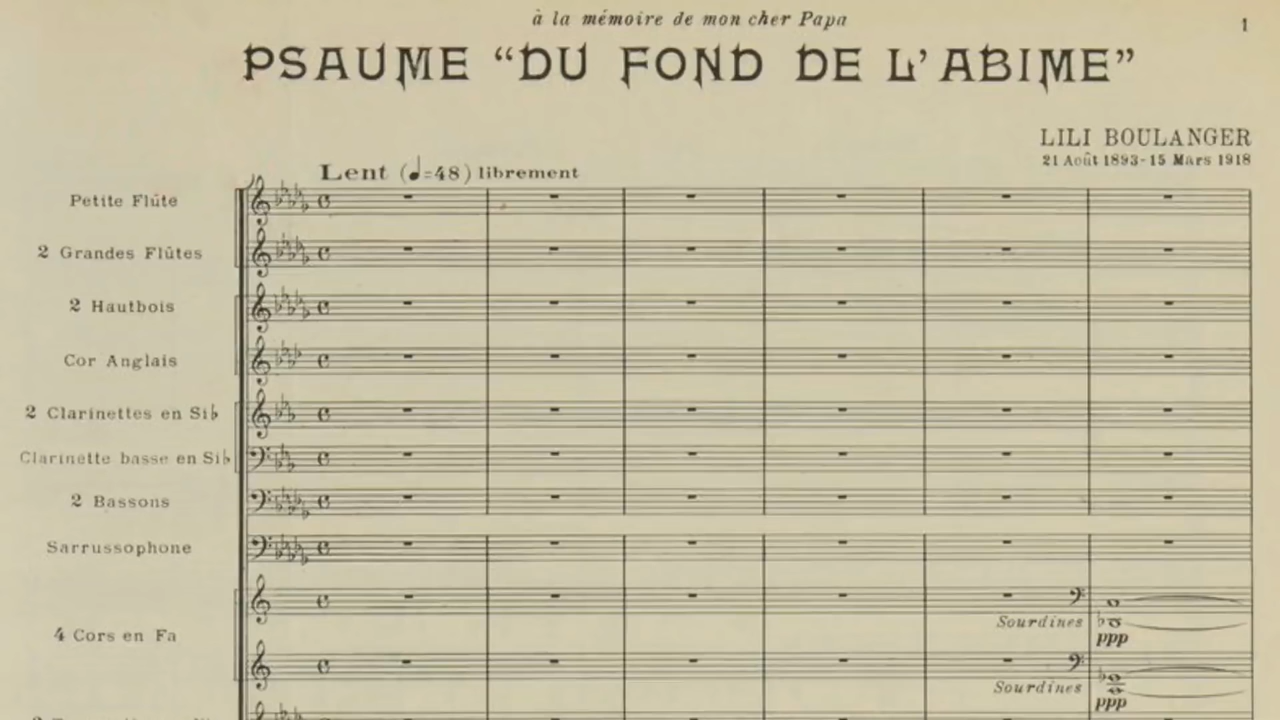 à la mémoire de mon cher Papa
1
PSAUME “DU FOND DE L'ABIME”
LILI BOULANGER
21 Août 1893-15 Mars 1918
Lent (♩=48) librement
Petite Flûte
2 Grandes Flûtes
2 Hautbois
Cor Anglais
2 Clarinettes en Si♭
Clarinette basse en Si♭
2 Bassons
Sarrussophone
4 Cors en Fa
Sourdines
ppp
Sourdines
ppp